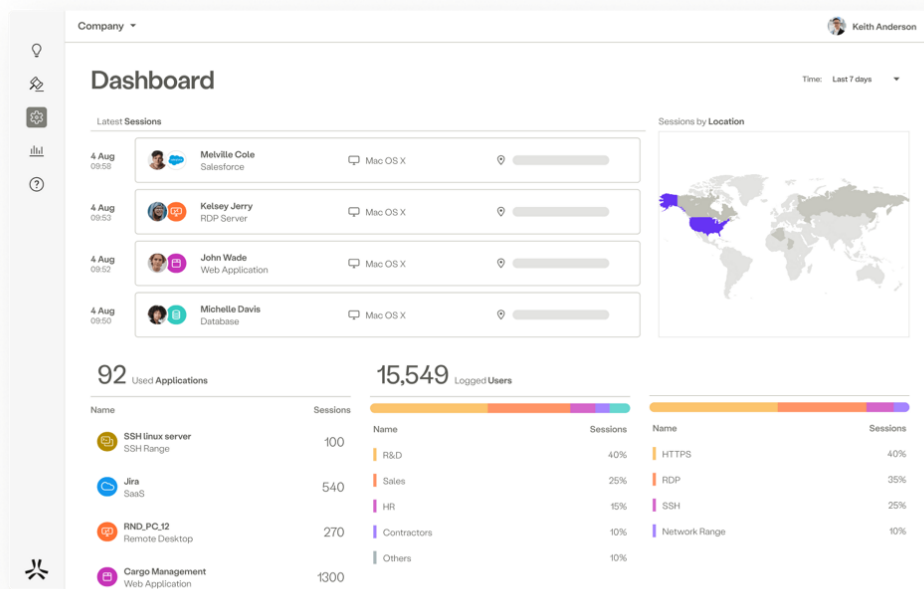 Company
Keith Anderson
Dashboard
Time: Last 7 days
Latest Sessions
Sessions by Location
4 Aug
09:58
Melville Cole
Salesforce
Mac OS X
4 Aug
09:53
Kelsey Jerry
RDP Server
Mac OS X
4 Aug
09:52
John Wade
Web Application
Mac OS X
4 Aug
09:50
Michelle Davis
Database
Mac OS X
92 Used Applications
Name Sessions
SSH linux server
SSH Range
100
Jira
SaaS
540
RND_PC_12
Remote Desktop
270
Cargo Management
Web Application
1300
15,549 Logged Users
Name Sessions
R&D 40%
Sales 25%
HR 15%
Contractors 10%
Others 10%
Name Sessions
HTTPS 40%
RDP 35%
SSH 25%
Network Range 10%